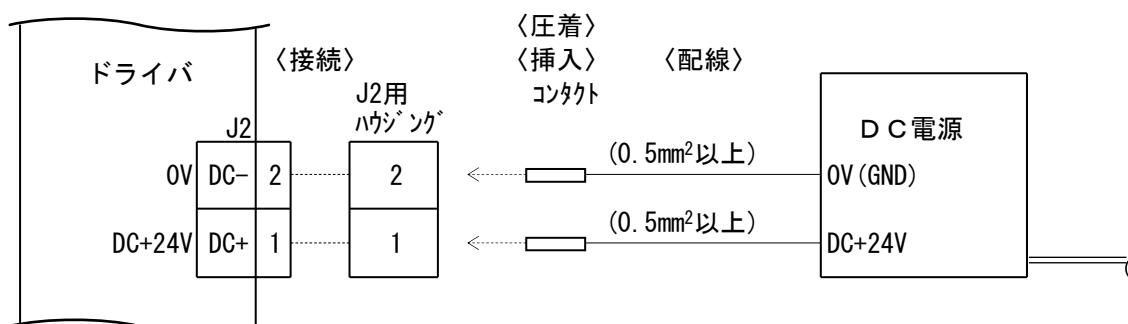 〈圧着〉
ドライバ 〈接続〉 〈挿入〉 〈配線〉
J2用 コンタクト
ハウジング
J2 DC電源
(0.5mm²以上)
0V DC- 2 2 0V(GND)
(0.5mm²以上)
DC+24V DC+ 1 1 DC+24V